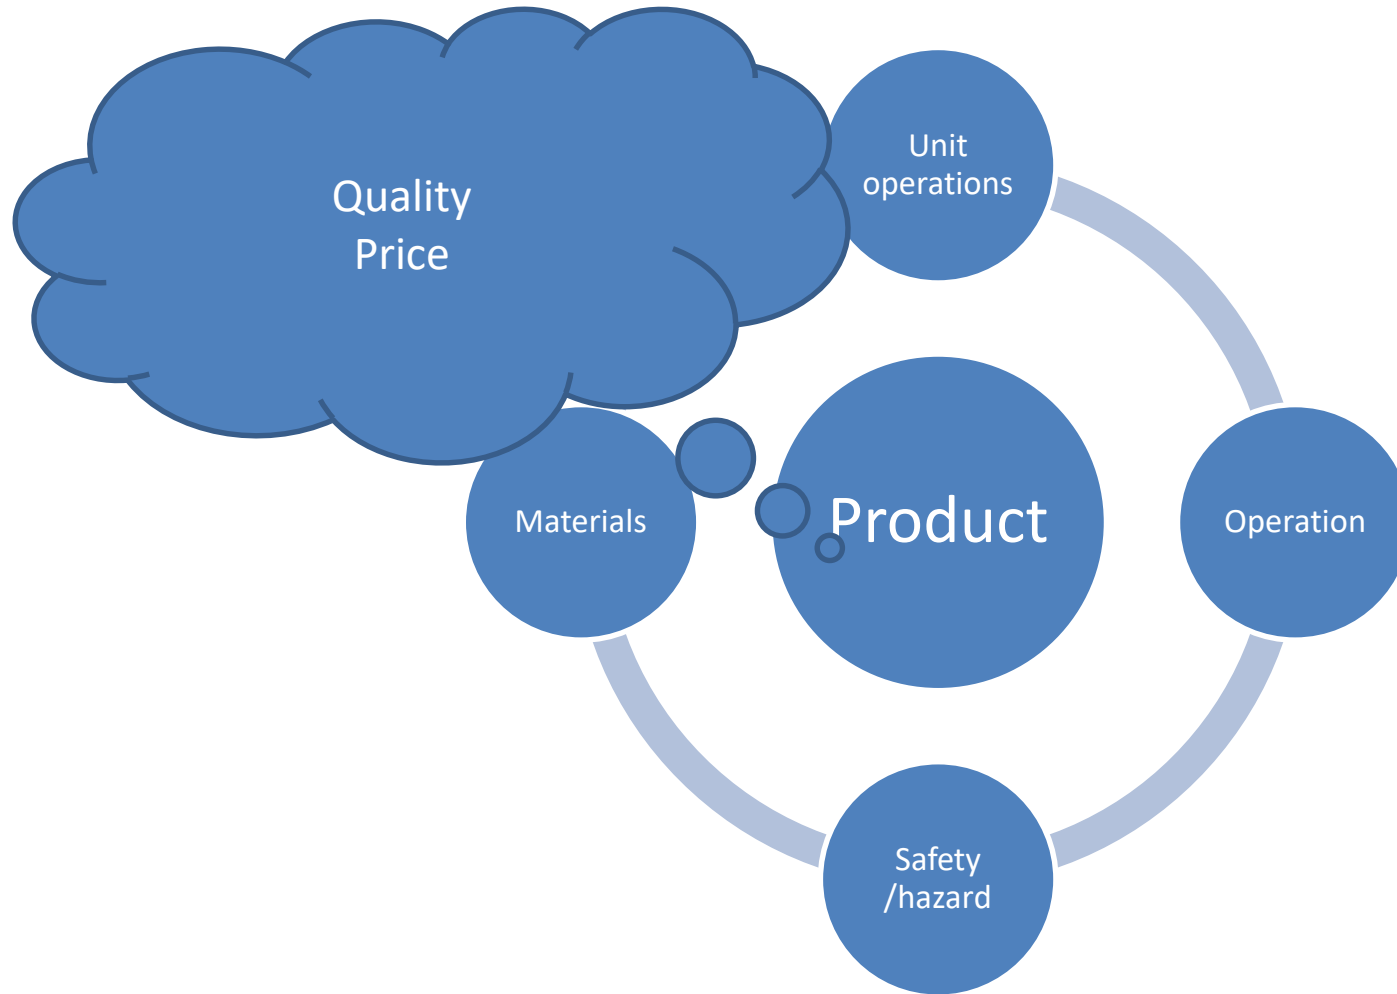 Quality
Price
Unit
operations
Materials
Product
Operation
Safety
/hazard